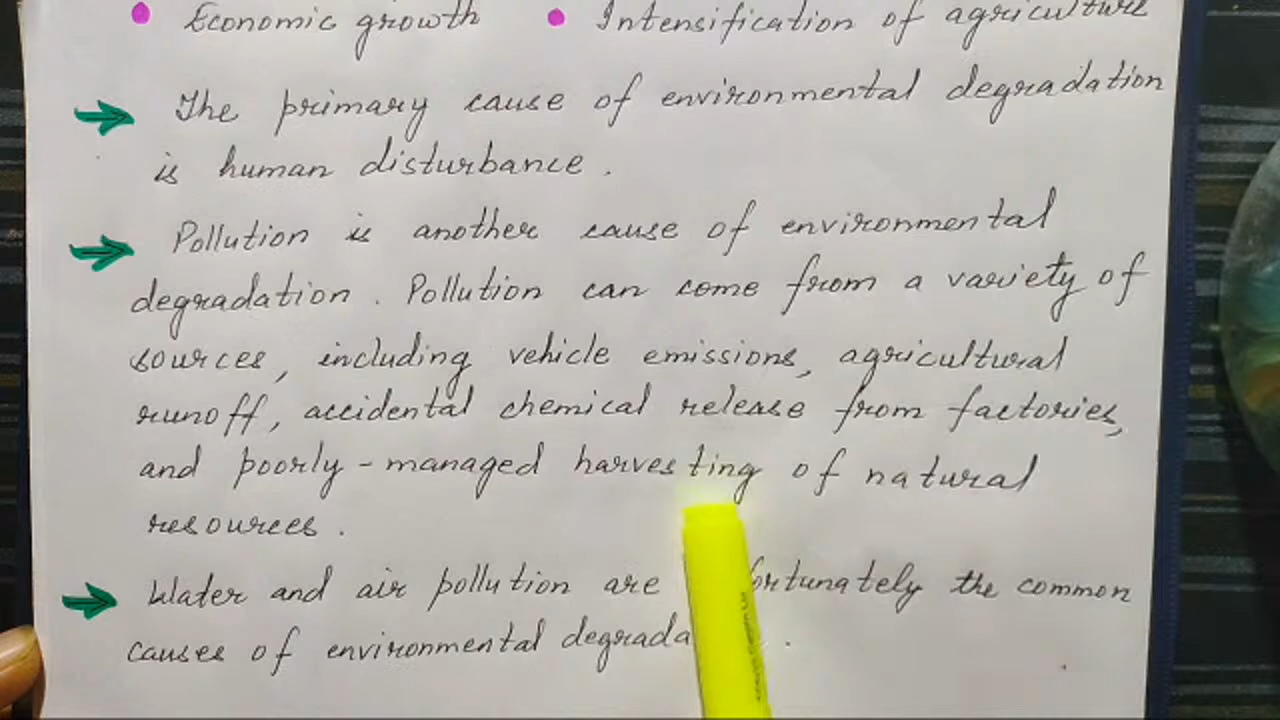 Economic growth Intensification of agriculture
The primary cause of environmental degradation
is human disturbance.
Pollution is another cause of environmental
degradation. Pollution can come from a variety of
sources, including vehicle emissions, agricultural
runoff, accidental chemical release from factories,
and poorly-managed harvesting of natural
resources.
Water and air pollution are fortunately the common
causes of environmental degrada .